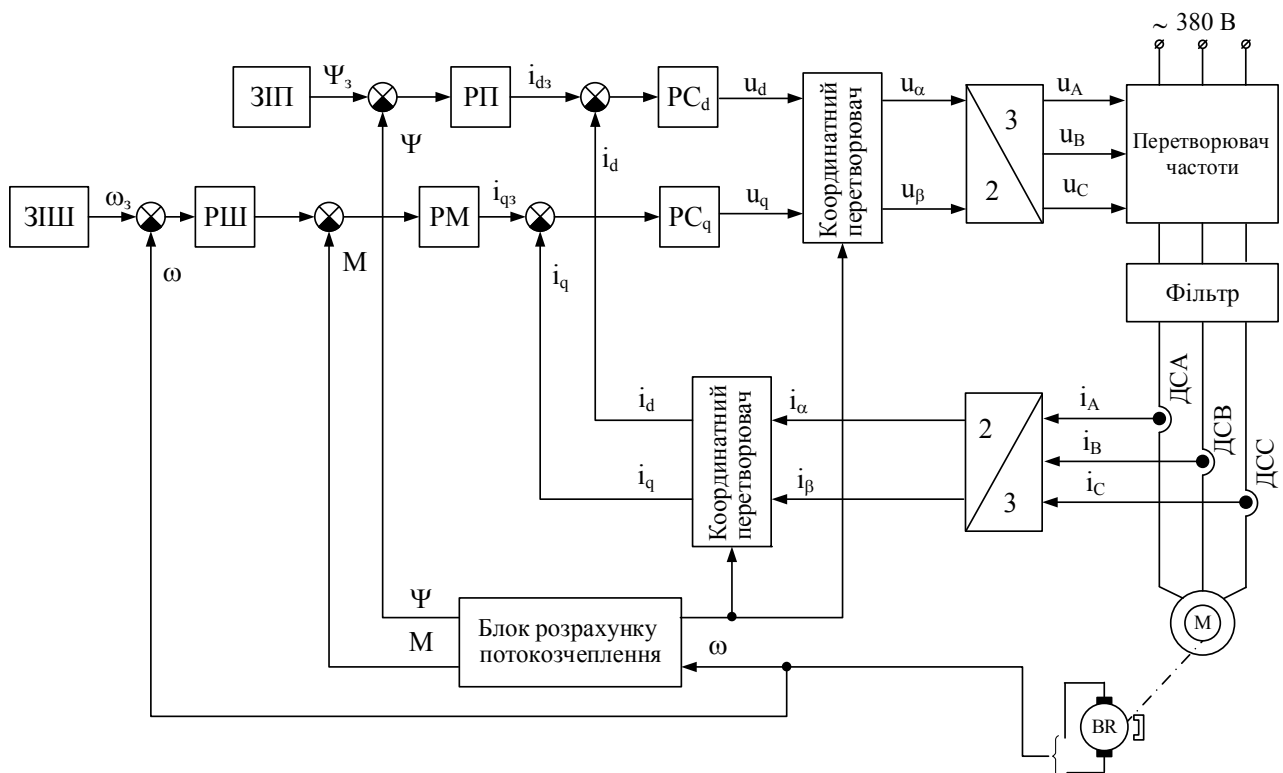 ~ 380 В
ЗІП
Ψз
Ψ
РП
idз
id
РСd
ud
Координатний
перетворювач
uα
uβ
3
2
uA
uB
uC
Перетворювач
частоти
ЗІШ
ωз
ω
РШ
М
РМ
iqз
iq
РСq
uq
Фільтр
ДСА
ДСВ
ДСС
id
iq
Координатний
перетворювач
iα
iβ
2
3
iA
iB
iC
Ψ
М
Блок розрахунку
потокозчеплення
ω
М
BR